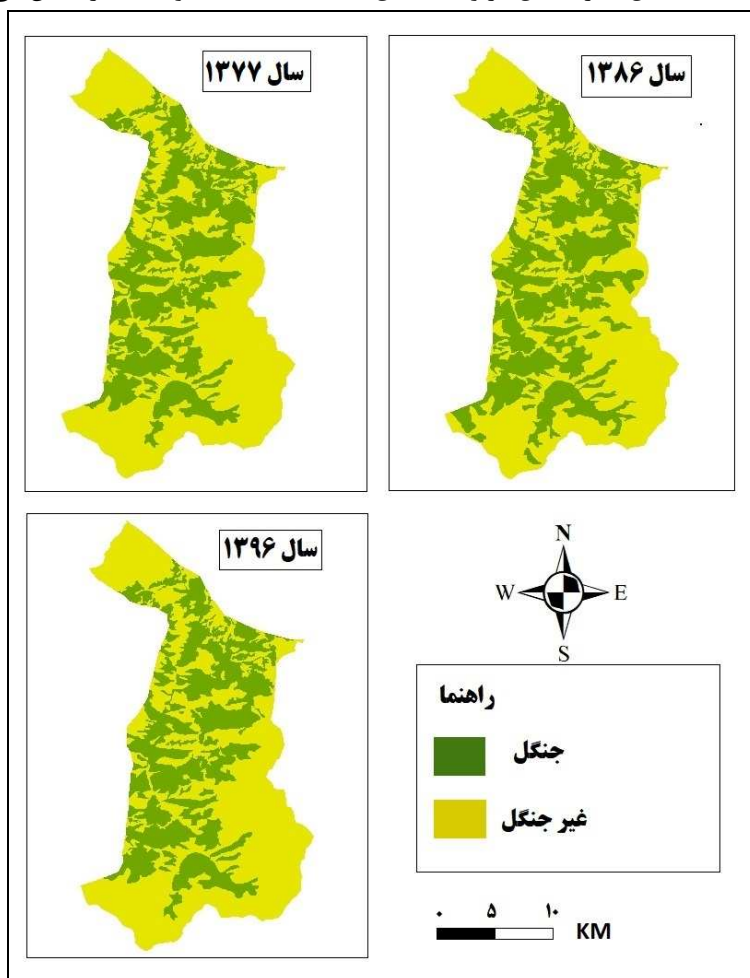 سال ۱۳۷۷
سال ۱۳۸۶
سال ۱۳۹۶
N
W E
S
راهنما
جنگل
غیر جنگل
۰ ۵ ۱۰
KM